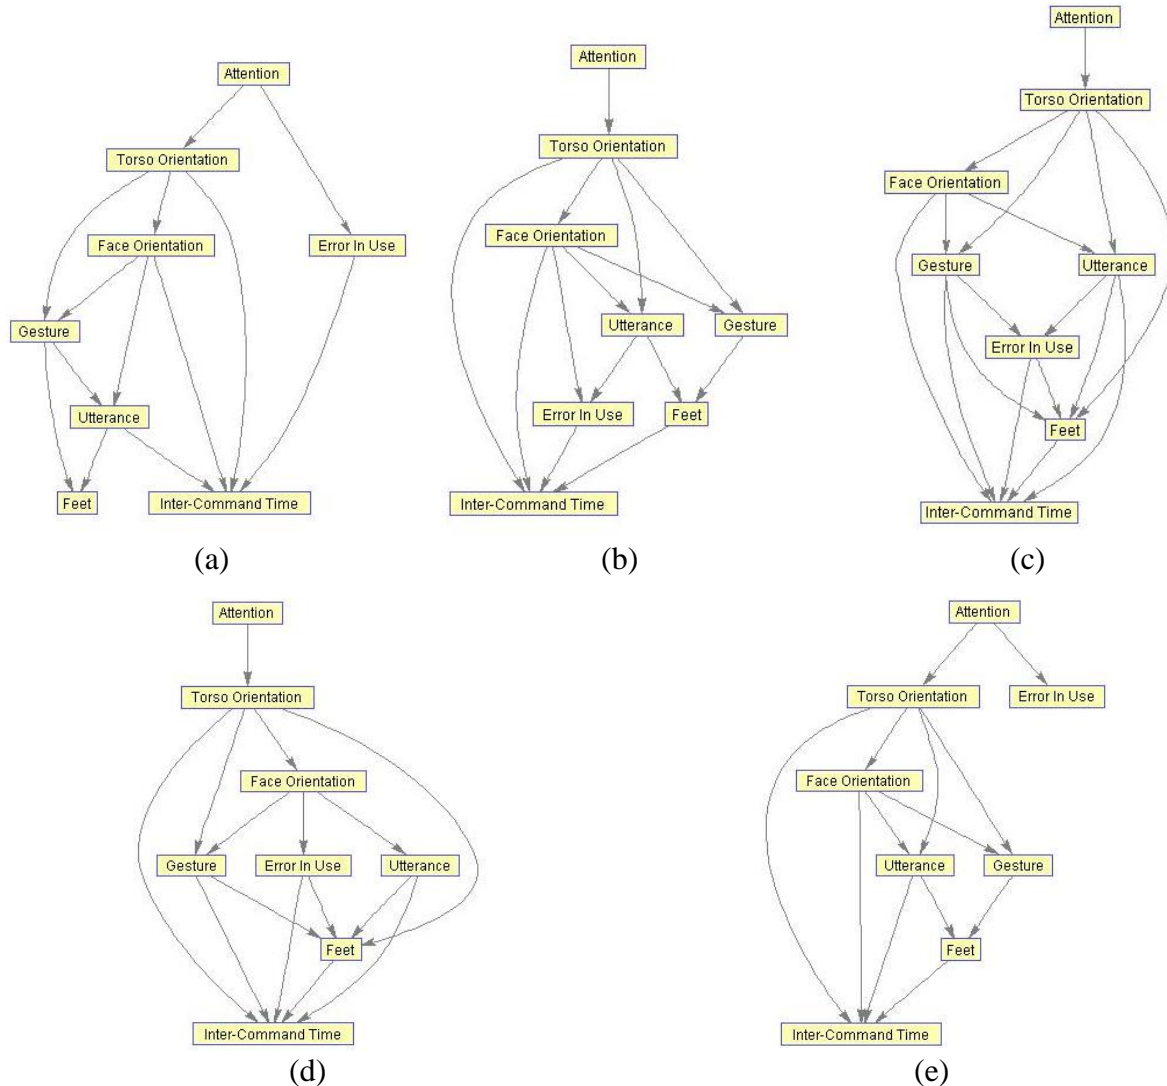 Attention
Torso Orientation
Face Orientation
Error In Use
Gesture
Utterance
Feet
Inter-Command Time
(a)
Attention
Torso Orientation
Face Orientation
Utterance
Gesture
Error In Use
Feet
Inter-Command Time
(b)
Attention
Torso Orientation
Face Orientation
Gesture
Utterance
Error In Use
Feet
Inter-Command Time
(c)
Attention
Torso Orientation
Face Orientation
Gesture
Error In Use
Utterance
Feet
Inter-Command Time
(d)
Attention
Torso Orientation
Error In Use
Face Orientation
Utterance
Gesture
Feet
Inter-Command Time
(e)